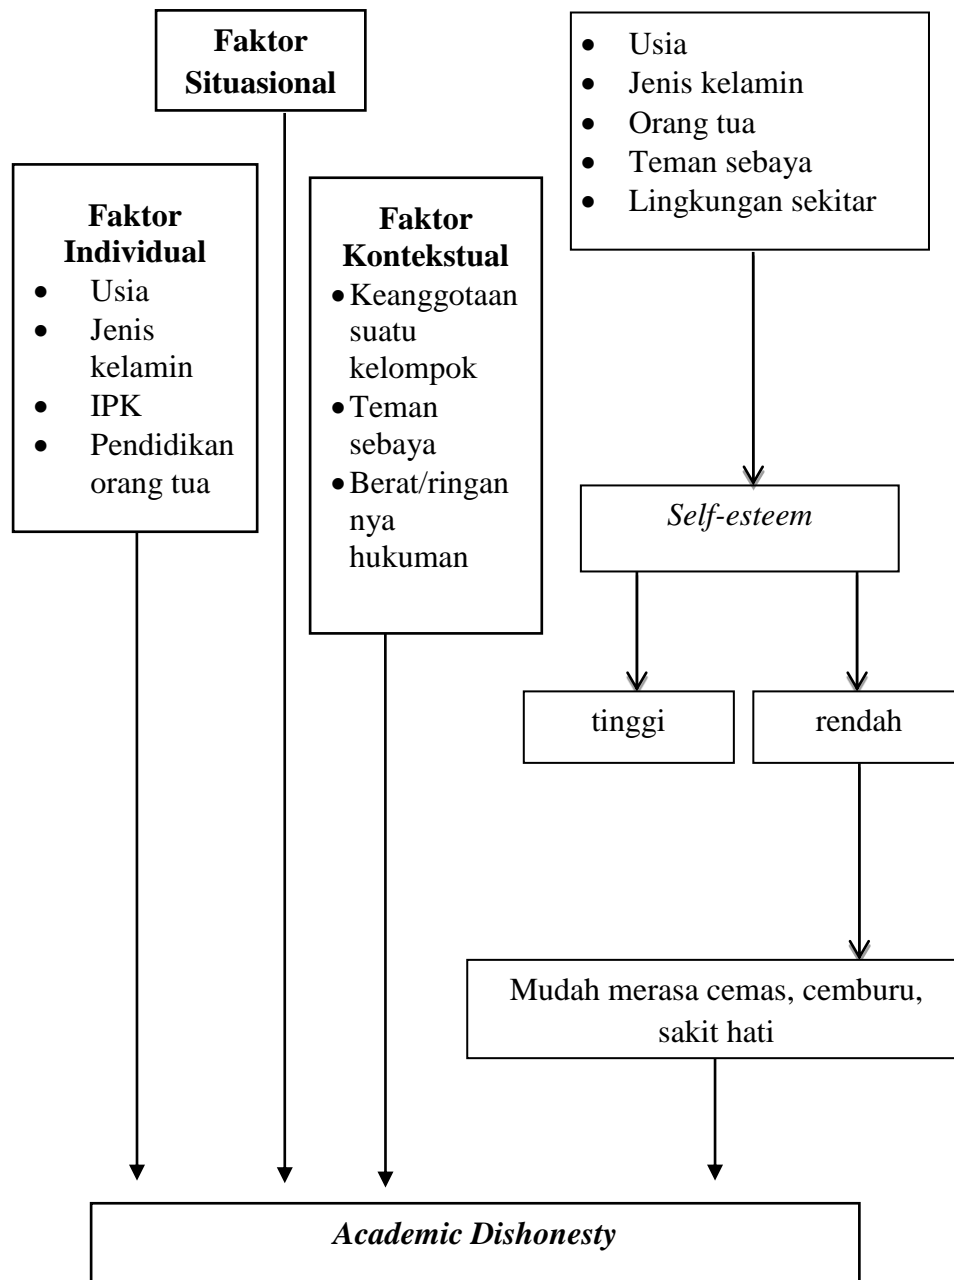 Faktor
Situasional
• Usia
• Jenis kelamin
• Orang tua
• Teman sebaya
• Lingkungan sekitar
Faktor
Individual
• Usia
• Jenis
kelamin
• IPK
• Pendidikan
orang tua
Faktor
Kontekstual
• Keanggotaan
suatu
kelompok
• Teman
sebaya
• Berat/ringan
nya
hukuman
Self-esteem
tinggi
rendah
Mudah merasa cemas, cemburu,
sakit hati
Academic Dishonesty